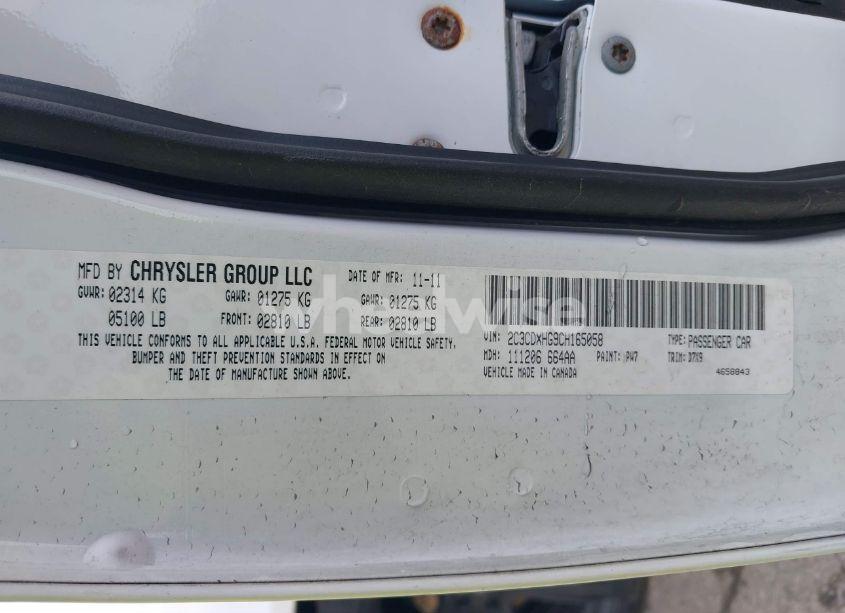 MFD BY CHRYSLER GROUP LLC DATE OF MFR: 11-11
GVWR: 02314 KG GAWR: 01275 KG GAWR: 01275 KG
05100 LB FRONT: 02810 LB REAR: 02810 LB
THIS VEHICLE CONFORMS TO ALL APPLICABLE U.S.A. FEDERAL MOTOR VEHICLE SAFETY,
BUMPER AND THEFT PREVENTION STANDARDS IN EFFECT ON
THE DATE OF MANUFACTURE SHOWN ABOVE.
VIN: 2C3CDXHG9CH165058 TYPE: PASSENGER CAR
MDH: 111206 664AA PAINT: PW7 TRIM: D7X9
VEHICLE MADE IN CANADA 4658843